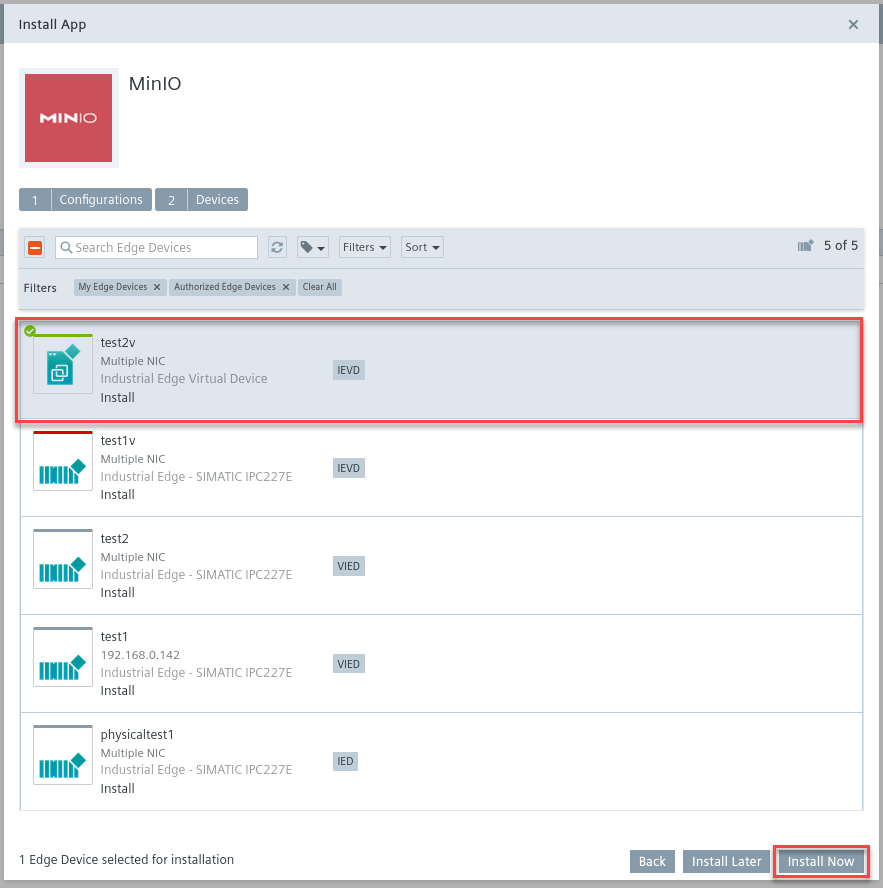 Install App
MinIO
MINIO
1 Configurations 2 Devices
Search Edge Devices Filters Sort 5 of 5
Filters My Edge Devices Authorized Edge Devices Clear All
test2v
Multiple NIC
IEVD
Industrial Edge Virtual Device
Install
test1v
Multiple NIC
IEVD
Industrial Edge - SIMATIC IPC227E
Install
test2
Multiple NIC
VIED
Industrial Edge - SIMATIC IPC227E
Install
test1
192.168.0.142
VIED
Industrial Edge - SIMATIC IPC227E
Install
physicaltest1
Multiple NIC
IED
Industrial Edge - SIMATIC IPC227E
Install
1 Edge Device selected for installation Back Install Later Install Now